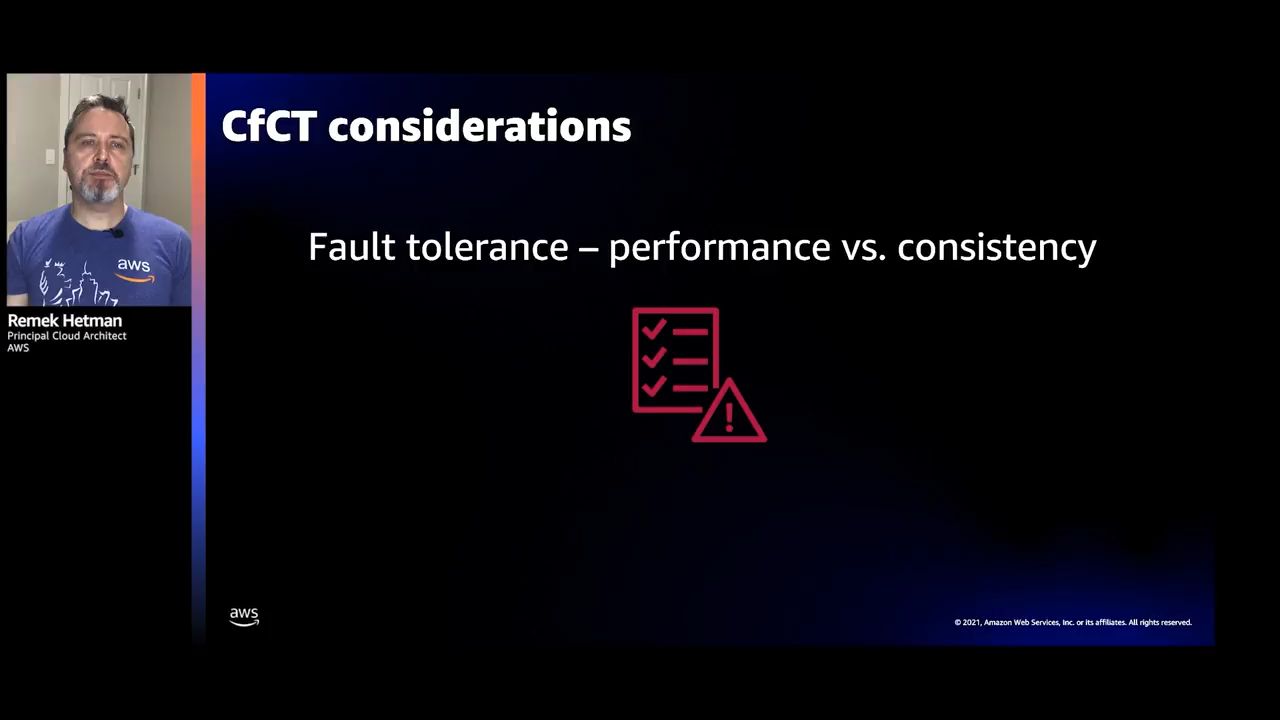 CfCT considerations
Fault tolerance – performance vs. consistency
aws
Remek Hetman
Principal Cloud Architect
AWS
aws
© 2021, Amazon Web Services, Inc. or its affiliates. All rights reserved.